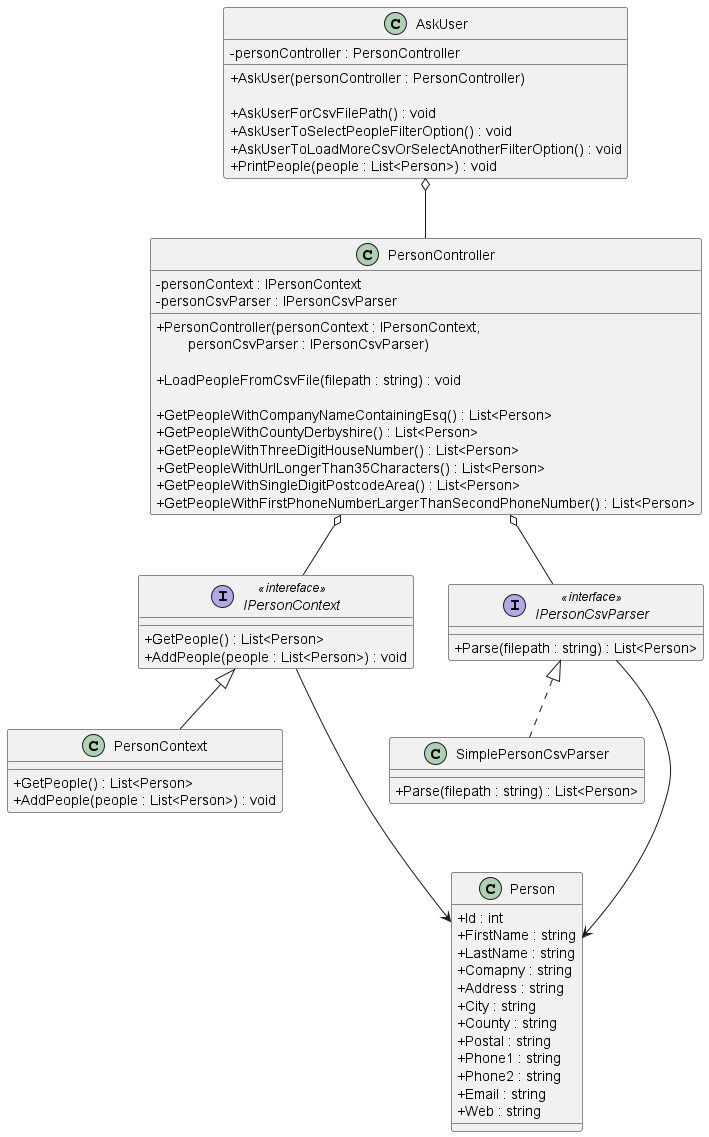 C AskUser
-personController : PersonController
+AskUser(personController : PersonController)
+AskUserForCsvFilePath() : void
+AskUserToSelectPeopleFilterOption() : void
+AskUserToLoadMoreCsvOrSelectAnotherFilterOption() : void
+PrintPeople(people : List<Person>) : void
C PersonController
-personContext : IPersonContext
-personCsvParser : IPersonCsvParser
+PersonController(personContext : IPersonContext,
personCsvParser : IPersonCsvParser)
+LoadPeopleFromCsvFile(filepath : string) : void
+GetPeopleWithCompanyNameContainingEsq() : List<Person>
+GetPeopleWithCountyDerbyshire() : List<Person>
+GetPeopleWithThreeDigitHouseNumber() : List<Person>
+GetPeopleWithUrlLongerThan35Characters() : List<Person>
+GetPeopleWithSingleDigitPostcodeArea() : List<Person>
+GetPeopleWithFirstPhoneNumberLargerThanSecondPhoneNumber() : List<Person>
«intereface»
I IPersonContext
+GetPeople() : List<Person>
+AddPeople(people : List<Person>) : void
«interface»
I IPersonCsvParser
+Parse(filepath : string) : List<Person>
C PersonContext
+GetPeople() : List<Person>
+AddPeople(people : List<Person>) : void
C SimplePersonCsvParser
+Parse(filepath : string) : List<Person>
C Person
+Id : int
+FirstName : string
+LastName : string
+Comapny : string
+Address : string
+City : string
+County : string
+Postal : string
+Phone1 : string
+Phone2 : string
+Email : string
+Web : string